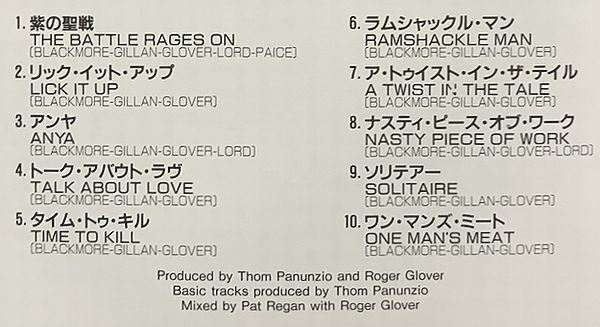 1. 紫の聖戦
THE BATTLE RAGES ON
(BLACKMORE-GILLAN-GLOVER-LORD-PAICE)
2. リック・イット・アップ
LICK IT UP
(BLACKMORE-GILLAN-GLOVER)
3. アンヤ
ANYA
(BLACKMORE-GILLAN-GLOVER-LORD)
4. トーク・アバウト・ラヴ
TALK ABOUT LOVE
(BLACKMORE-GILLAN-GLOVER)
5. タイム・トゥ・キル
TIME TO KILL
(BLACKMORE-GILLAN-GLOVER)
6. ラムシャックル・マン
RAMSHACKLE MAN
(BLACKMORE-GILLAN-GLOVER)
7. ア・トゥイスト・イン・ザ・テイル
A TWIST IN THE TALE
(BLACKMORE-GILLAN-GLOVER)
8. ナスティ・ピース・オブ・ワーク
NASTY PIECE OF WORK
(BLACKMORE-GILLAN-GLOVER-LORD)
9. ソリテアー
SOLITAIRE
(BLACKMORE-GILLAN-GLOVER)
10. ワン・マンズ・ミート
ONE MAN'S MEAT
(BLACKMORE-GILLAN-GLOVER)
Produced by Thom Panunzio and Roger Glover
Basic tracks produced by Thom Panunzio
Mixed by Pat Regan with Roger Glover